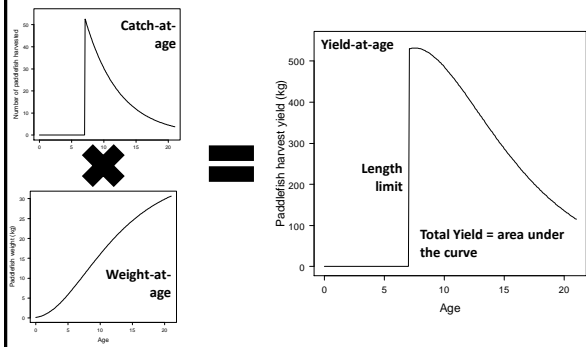 Catch-at-
age
Number of paddlefish harvested
50
40
30
20
10
0
0 5 10 15 20
Weight-at-
age
Paddlefish weight (kg)
30
25
20
15
10
5
0
0 5 10 15 20
Age
Yield-at-age
Paddlefish harvest yield (kg)
500
400
300
200
100
0
Length
limit
Total Yield = area under
the curve
0 5 10 15 20
Age